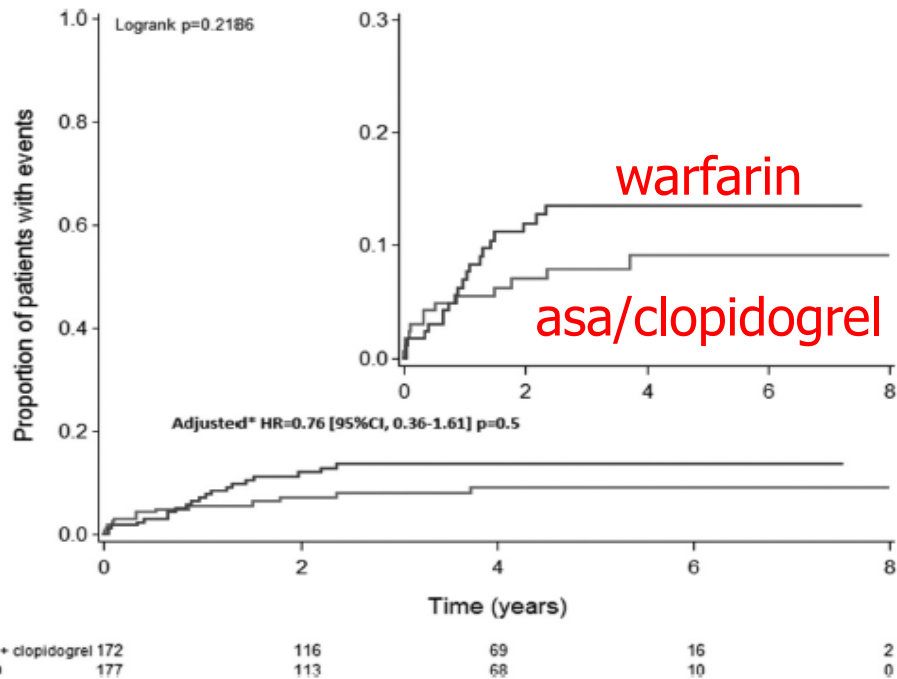 Logrank p=0.2186
Proportion of patients with events
1.0
0.8
0.6
0.4
0.2
0.0
0.3
0.2
0.1
0.0
warfarin
asa/clopidogrel
0 2 4 6 8
Adjusted* HR=0.76 [95%CI, 0.36-1.61] p=0.5
0 2 4 6 8
Time (years)
+ clopidogrel 172 116 69 16 2
177 113 68 10 0